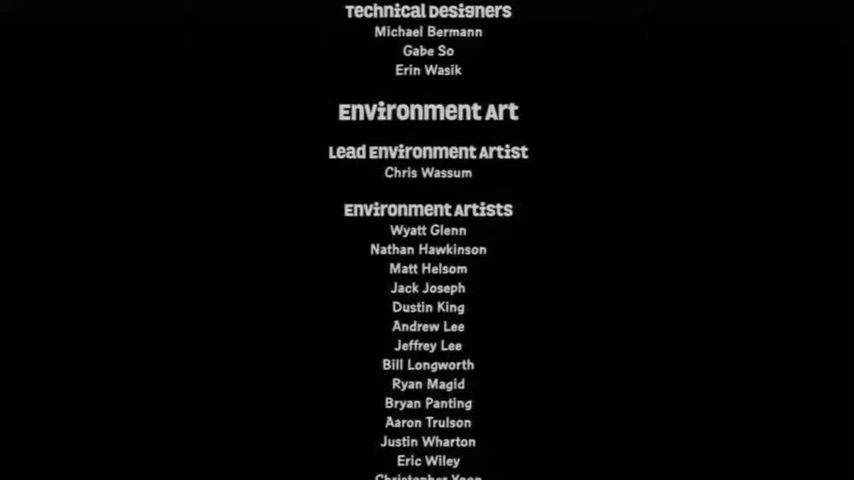 Technical Designers
Michael Bermann
Gabe So
Erin Wasik
Environment Art
Lead Environment Artist
Chris Wassum
Environment Artists
Wyatt Glenn
Nathan Hawkinson
Matt Helsom
Jack Joseph
Dustin King
Andrew Lee
Jeffrey Lee
Bill Longworth
Ryan Magid
Bryan Panting
Aaron Trulson
Justin Wharton
Eric Wiley
Christopher